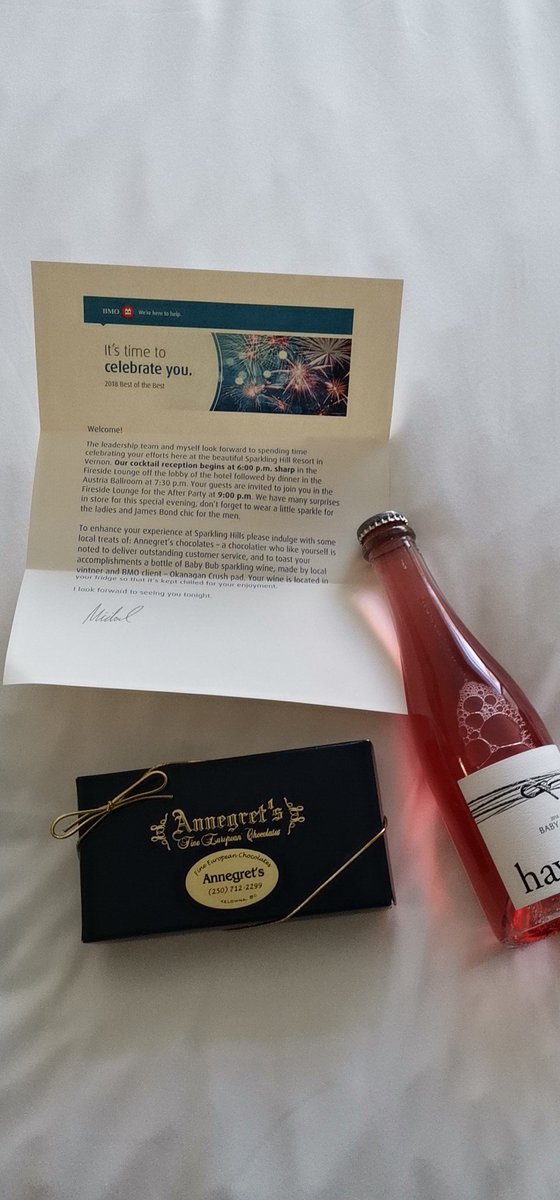 BMO We're here to help.
It's time to
celebrate you.
2018 Best of the Best
Welcome!
The leadership team and myself look forward to spending time
celebrating your efforts here at the beautiful Sparkling Hill Resort in
Vernon. Our cocktail reception begins at 6:00 p.m. sharp in the
Fireside Lounge off the lobby of the hotel followed by dinner in the
Austria Ballroom at 7:30 p.m. Your guests are invited to join you in the
Fireside Lounge for the After Party at 9:00 p.m. We have many surprises
in store for this special evening, don't forget to wear a little sparkle for
the ladies and James Bond chic for the men.
To enhance your experience at Sparkling Hills please indulge with some
local treats of: Annegret's chocolates – a chocolatier who like yourself is
noted to deliver outstanding customer service, and to toast your
accomplishments a bottle of Baby Bub sparkling wine, made by local
vintner and BMO client – Okanagan Crush pad. Your wine is located in
your fridge so that it's kept chilled for your enjoyment.
I look forward to seeing you tonight.
Annegret's
Fine European Chocolates
Fine European Chocolates
Annegret's
(250) 712-2299
KELOWNA, BC
BABY
ha